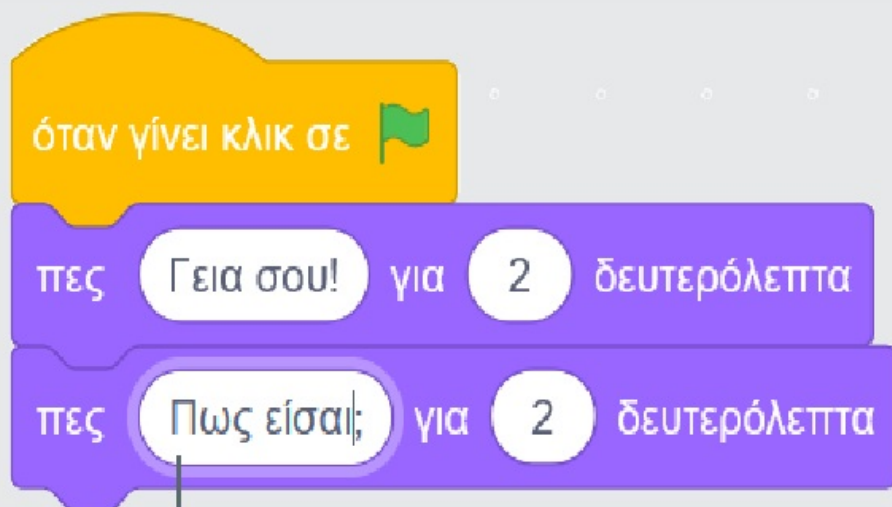 όταν γίνει κλικ σε
πες Γεια σου! για 2 δευτερόλεπτα
πες Πως είσαι; για 2 δευτερόλεπτα